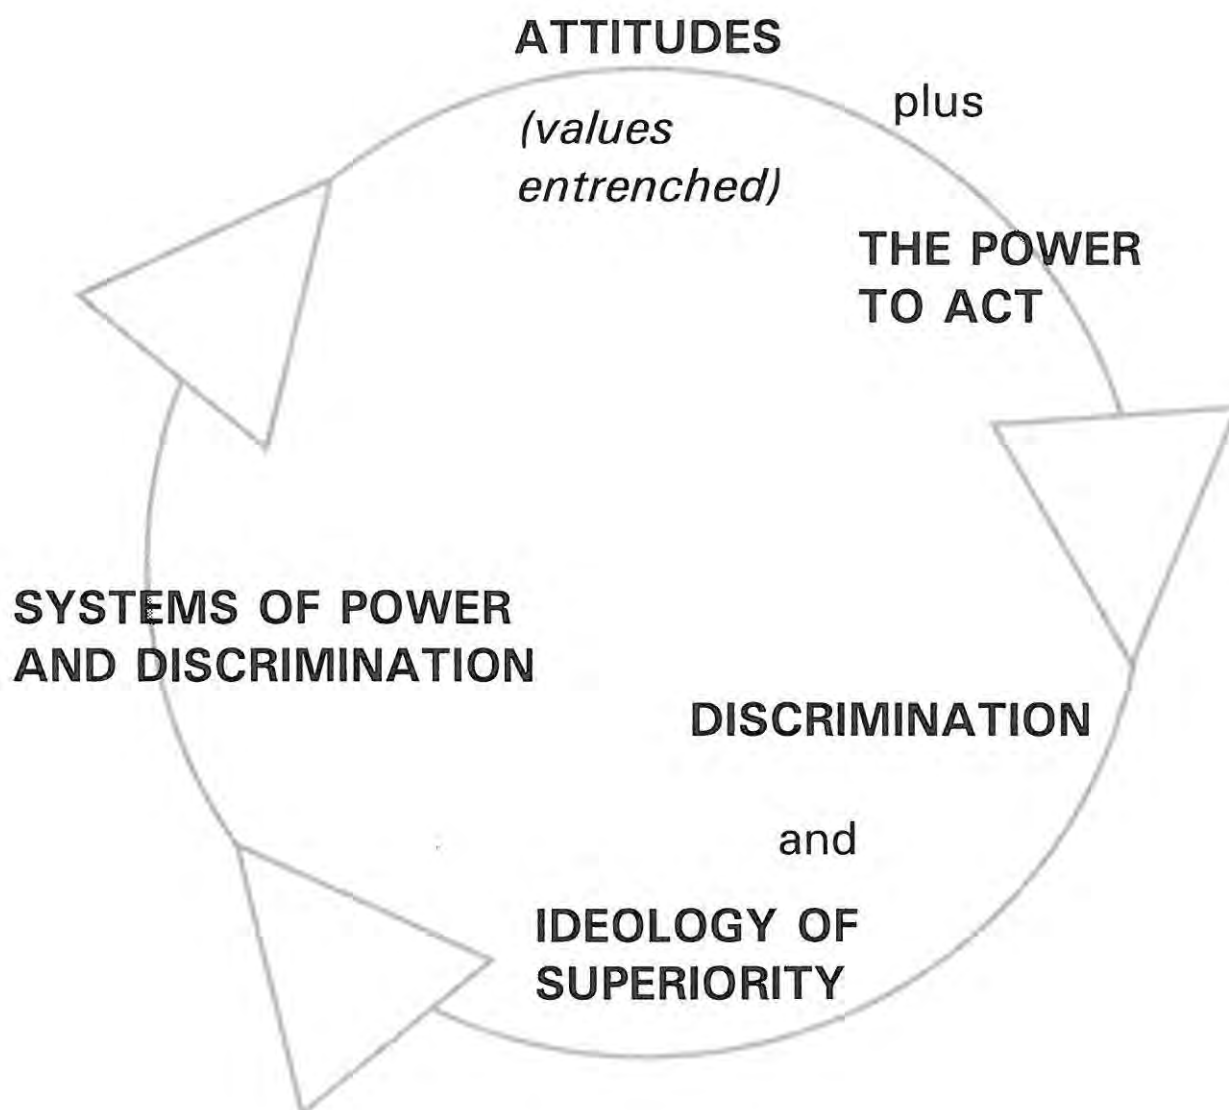 ATTITUDES
plus
(values
entrenched)
THE POWER
TO ACT
DISCRIMINATION
and
IDEOLOGY OF
SUPERIORITY
SYSTEMS OF POWER
AND DISCRIMINATION